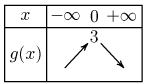 x −∞ 0 +∞
3
g(x)